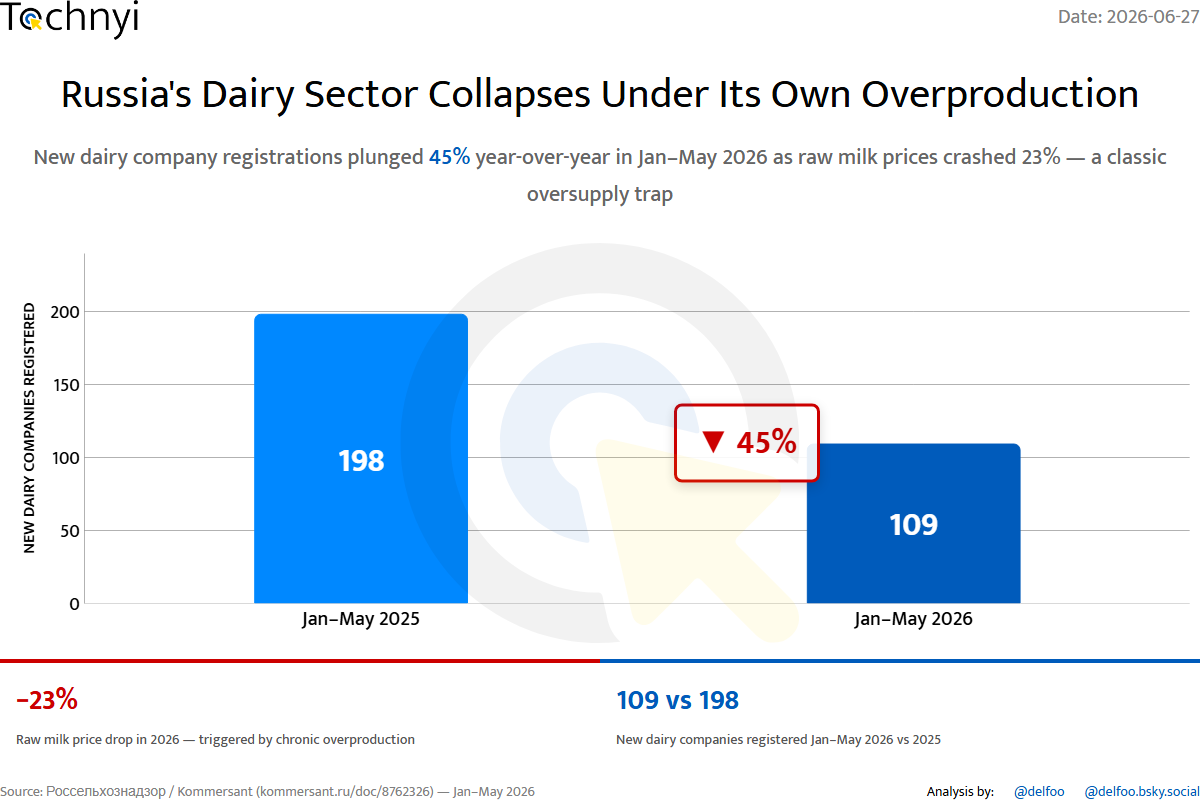 Tochnyi
Date: 2026-06-27
Russia's Dairy Sector Collapses Under Its Own Overproduction
New dairy company registrations plunged 45% year-over-year in Jan–May 2026 as raw milk prices crashed 23% — a classic
oversupply trap
NEW DAIRY COMPANIES REGISTERED
200
150
100
50
0
198
▼ 45%
109
Jan–May 2025
Jan–May 2026
–23%
Raw milk price drop in 2026 — triggered by chronic overproduction
109 vs 198
New dairy companies registered Jan–May 2026 vs 2025
Source: Россельхознадзор / Kommersant (kommersant.ru/doc/8762326) — Jan–May 2026
Analysis by: @delfoo @delfoo.bsky.social